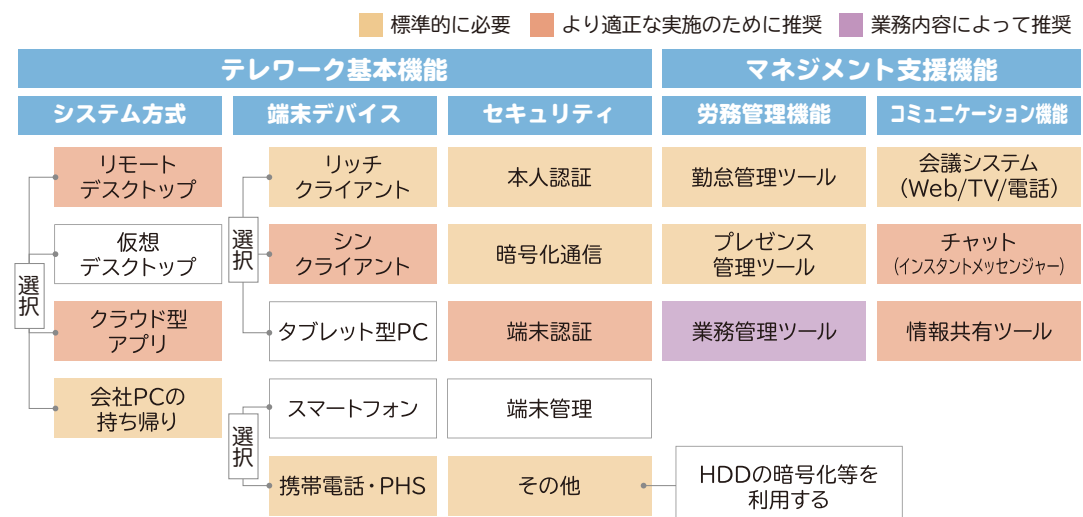 標準的に必要
より適正な実施のために推奨
業務内容によって推奨
テレワーク基本機能
マネジメント支援機能
システム方式
端末デバイス
セキュリティ
労務管理機能
コミュニケーション機能
選択
リモート
デスクトップ
仮想
デスクトップ
クラウド型
アプリ
会社PCの
持ち帰り
選択
リッチ
クライアント
シン
クライアント
タブレット型PC
選択
スマートフォン
携帯電話・PHS
本人認証
暗号化通信
端末認証
端末管理
その他
HDDの暗号化等を
利用する
勤怠管理ツール
プレゼンス
管理ツール
業務管理ツール
会議システム
（Web/TV/電話）
チャット
（インスタントメッセンジャー）
情報共有ツール